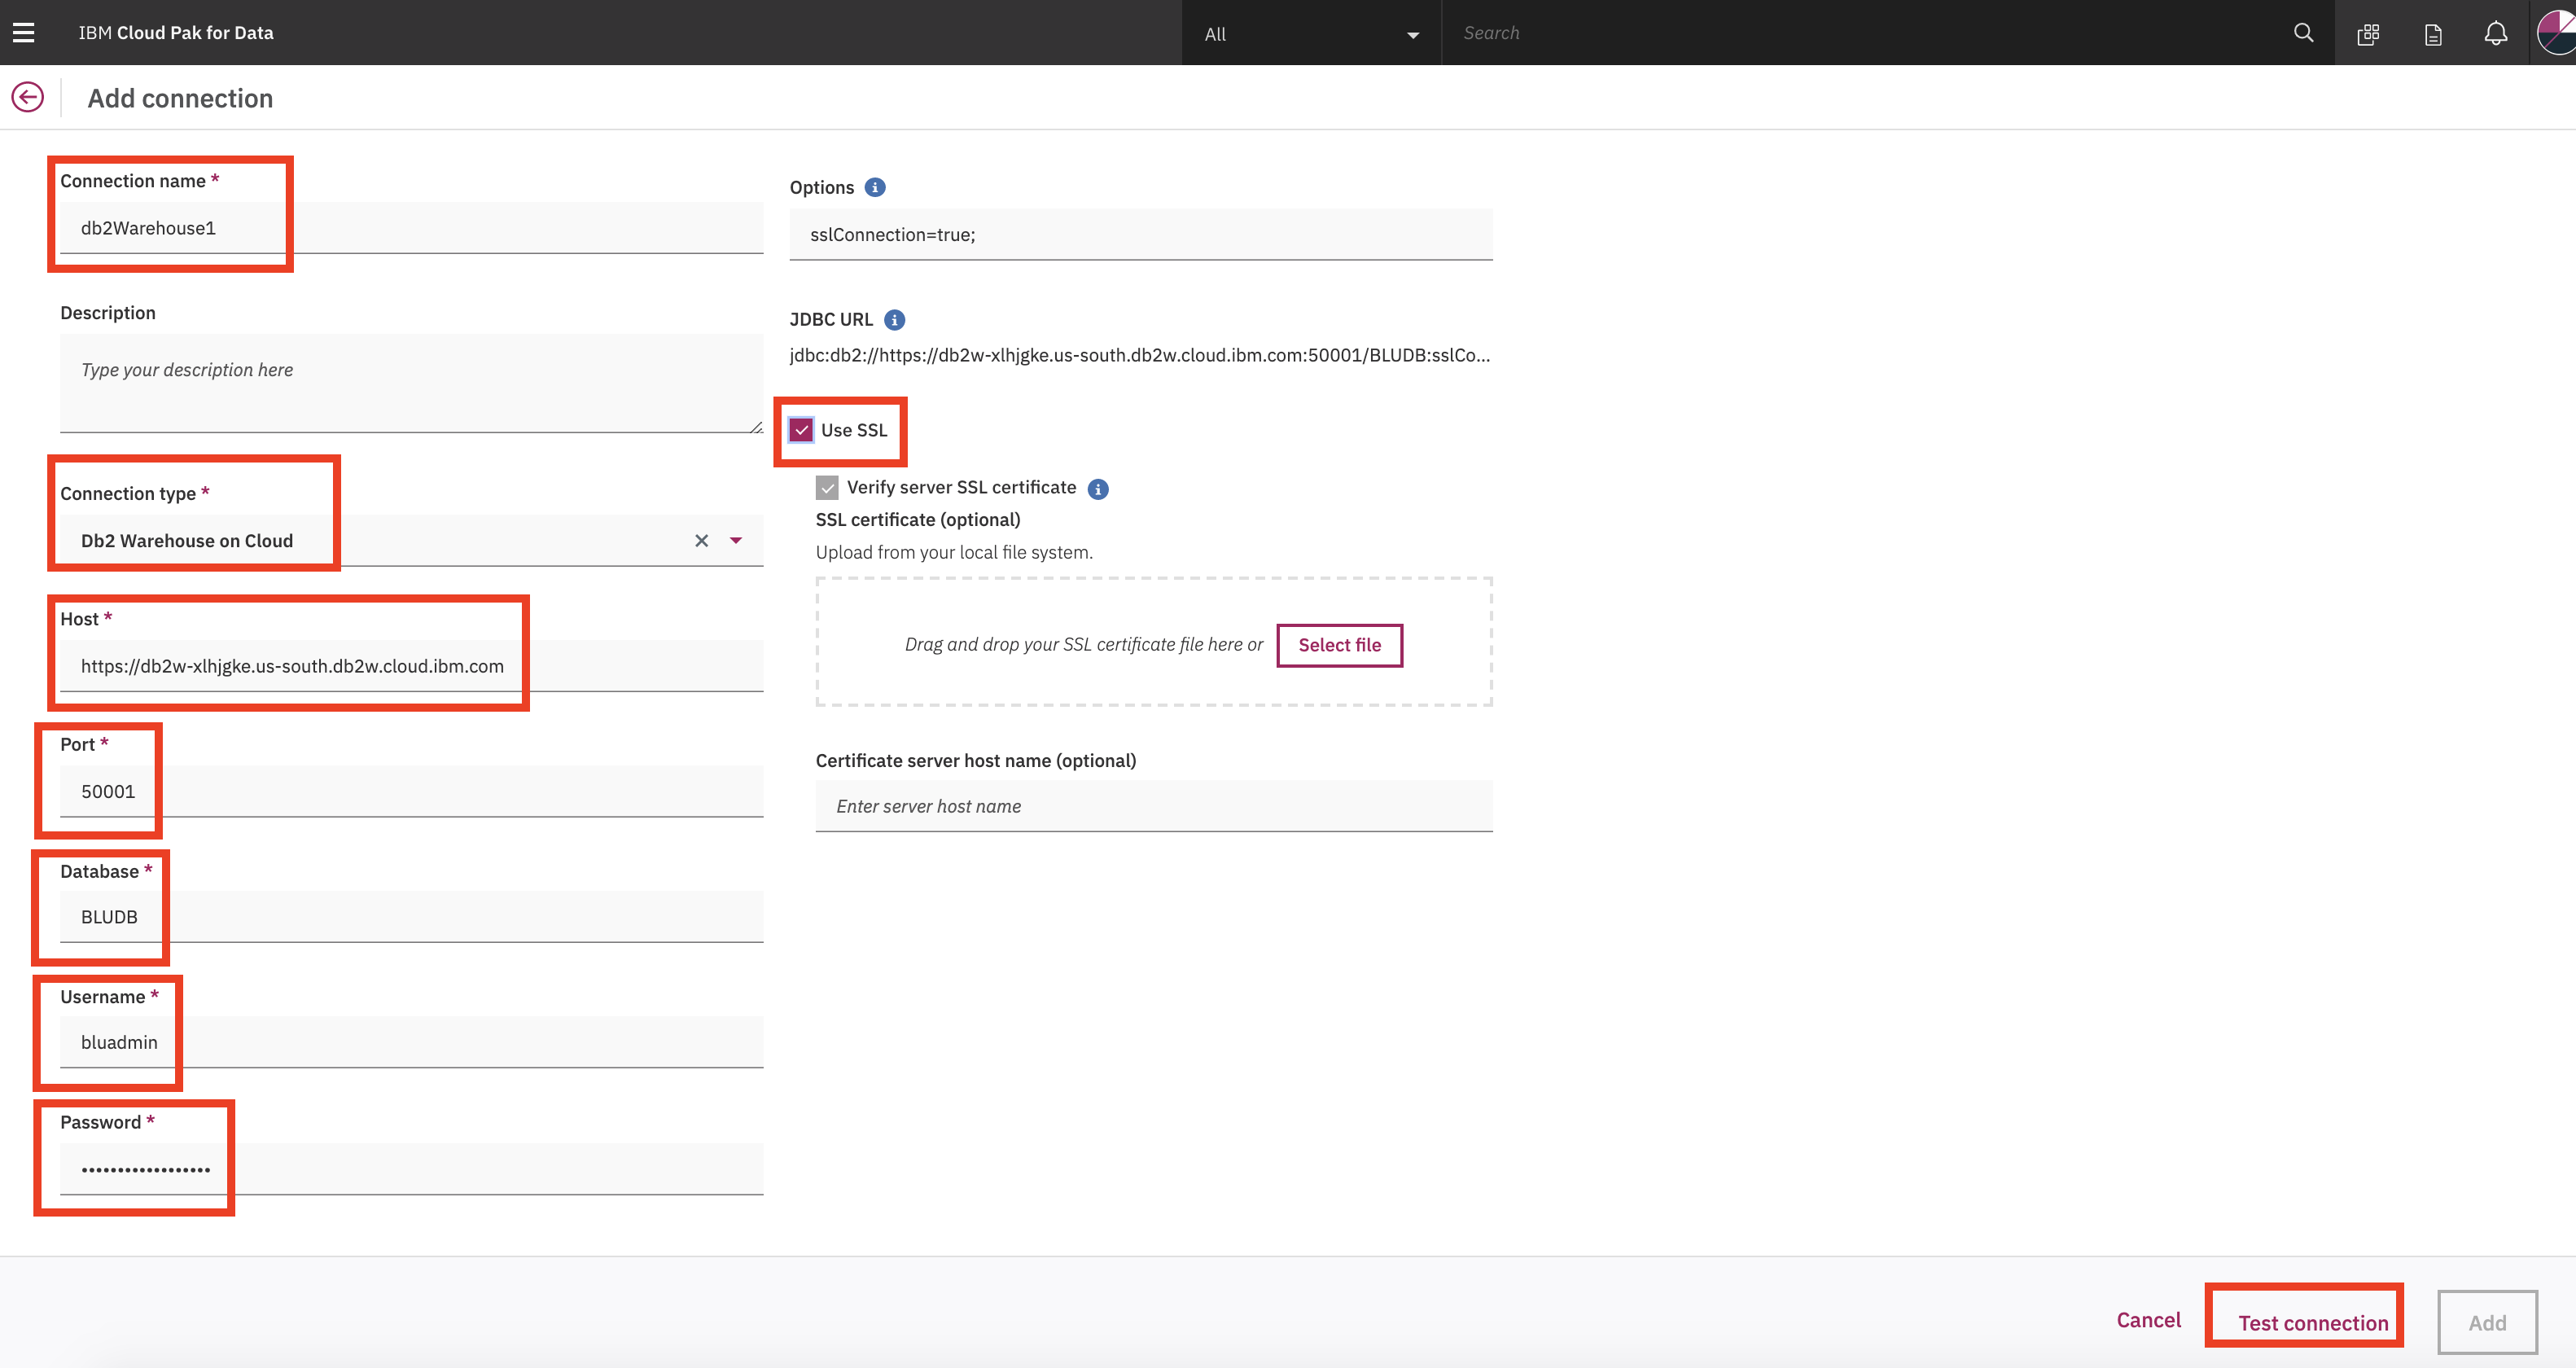 IBM Cloud Pak for Data
All
Search
Add connection
Connection name *
db2Warehouse1
Description
Type your description here
Connection type *
Db2 Warehouse on Cloud
Host *
https://db2w-xlhjgke.us-south.db2w.cloud.ibm.com
Port *
50001
Database *
BLUDB
Username *
bluadmin
Password *
••••••••••••••••••
Options
sslConnection=true;
JDBC URL
jdbc:db2://https://db2w-xlhjgke.us-south.db2w.cloud.ibm.com:50001/BLUDB:sslCo...
Use SSL
Verify server SSL certificate
SSL certificate (optional)
Upload from your local file system.
Drag and drop your SSL certificate file here or Select file
Certificate server host name (optional)
Enter server host name
Cancel
Test connection
Add